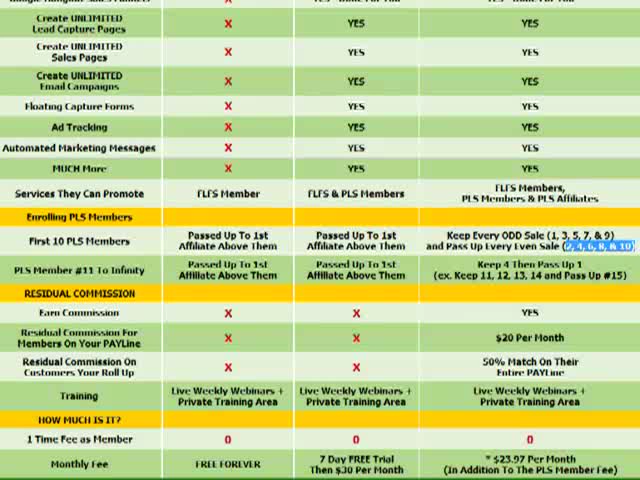 Create UNLIMITED
Lead Capture Pages
X
YES
YES
Create UNLIMITED
Sales Pages
X
YES
YES
Create UNLIMITED
Email Campaigns
X
YES
YES
Floating Capture Forms
X
YES
YES
Ad Tracking
X
YES
YES
Automated Marketing Messages
X
YES
YES
MUCH More
X
YES
YES
Services They Can Promote
FLFS Member
FLFS & PLS Members
FLFS Members,
PLS Members & PLS Affiliates
Enrolling PLS Members
First 10 PLS Members
Passed Up To 1st
Affiliate Above Them
Passed Up To 1st
Affiliate Above Them
Keep Every ODD Sale (1, 3, 5, 7, & 9)
and Pass Up Every Even Sale (2, 4, 6, 8, & 10)
PLS Member #11 To Infinity
Passed Up To 1st
Affiliate Above Them
Passed Up To 1st
Affiliate Above Them
Keep 4 Then Pass Up 1
(ex. Keep 11, 12, 13, 14 and Pass Up #15)
RESIDUAL COMMISSION
Earn Commission
X
X
YES
Residual Commission For
Members On Your PAYLine
X
X
$20 Per Month
Residual Commission On
Customers Your Roll Up
X
X
50% Match On Their
Entire PAYLine
Training
Live Weekly Webinars +
Private Training Area
Live Weekly Webinars +
Private Training Area
Live Weekly Webinars +
Private Training Area
HOW MUCH IS IT?
1 Time Fee as Member
0
0
0
Monthly Fee
FREE FOREVER
7 Day FREE Trial
Then $30 Per Month
* $23.97 Per Month
(In Addition To The PLS Member Fee)